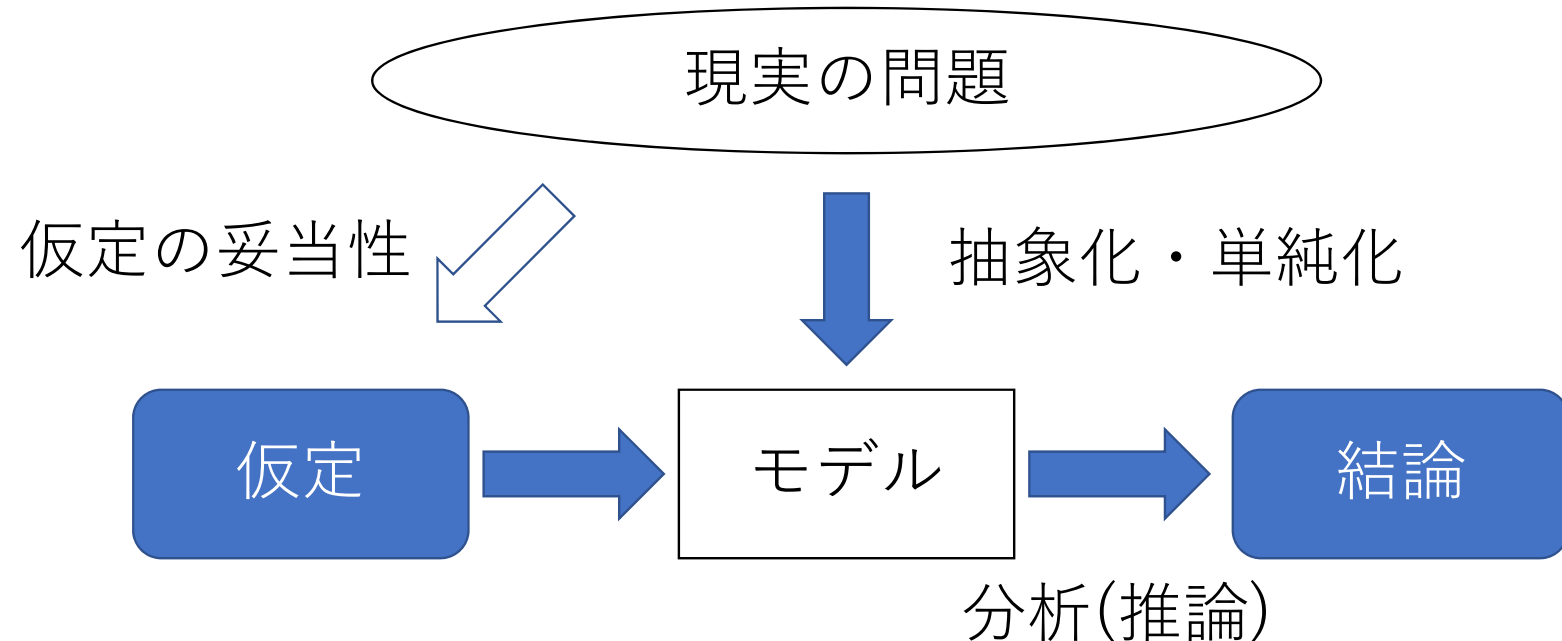 現実の問題
仮定の妥当性
抽象化・単純化
仮定
モデル
結論
分析(推論)